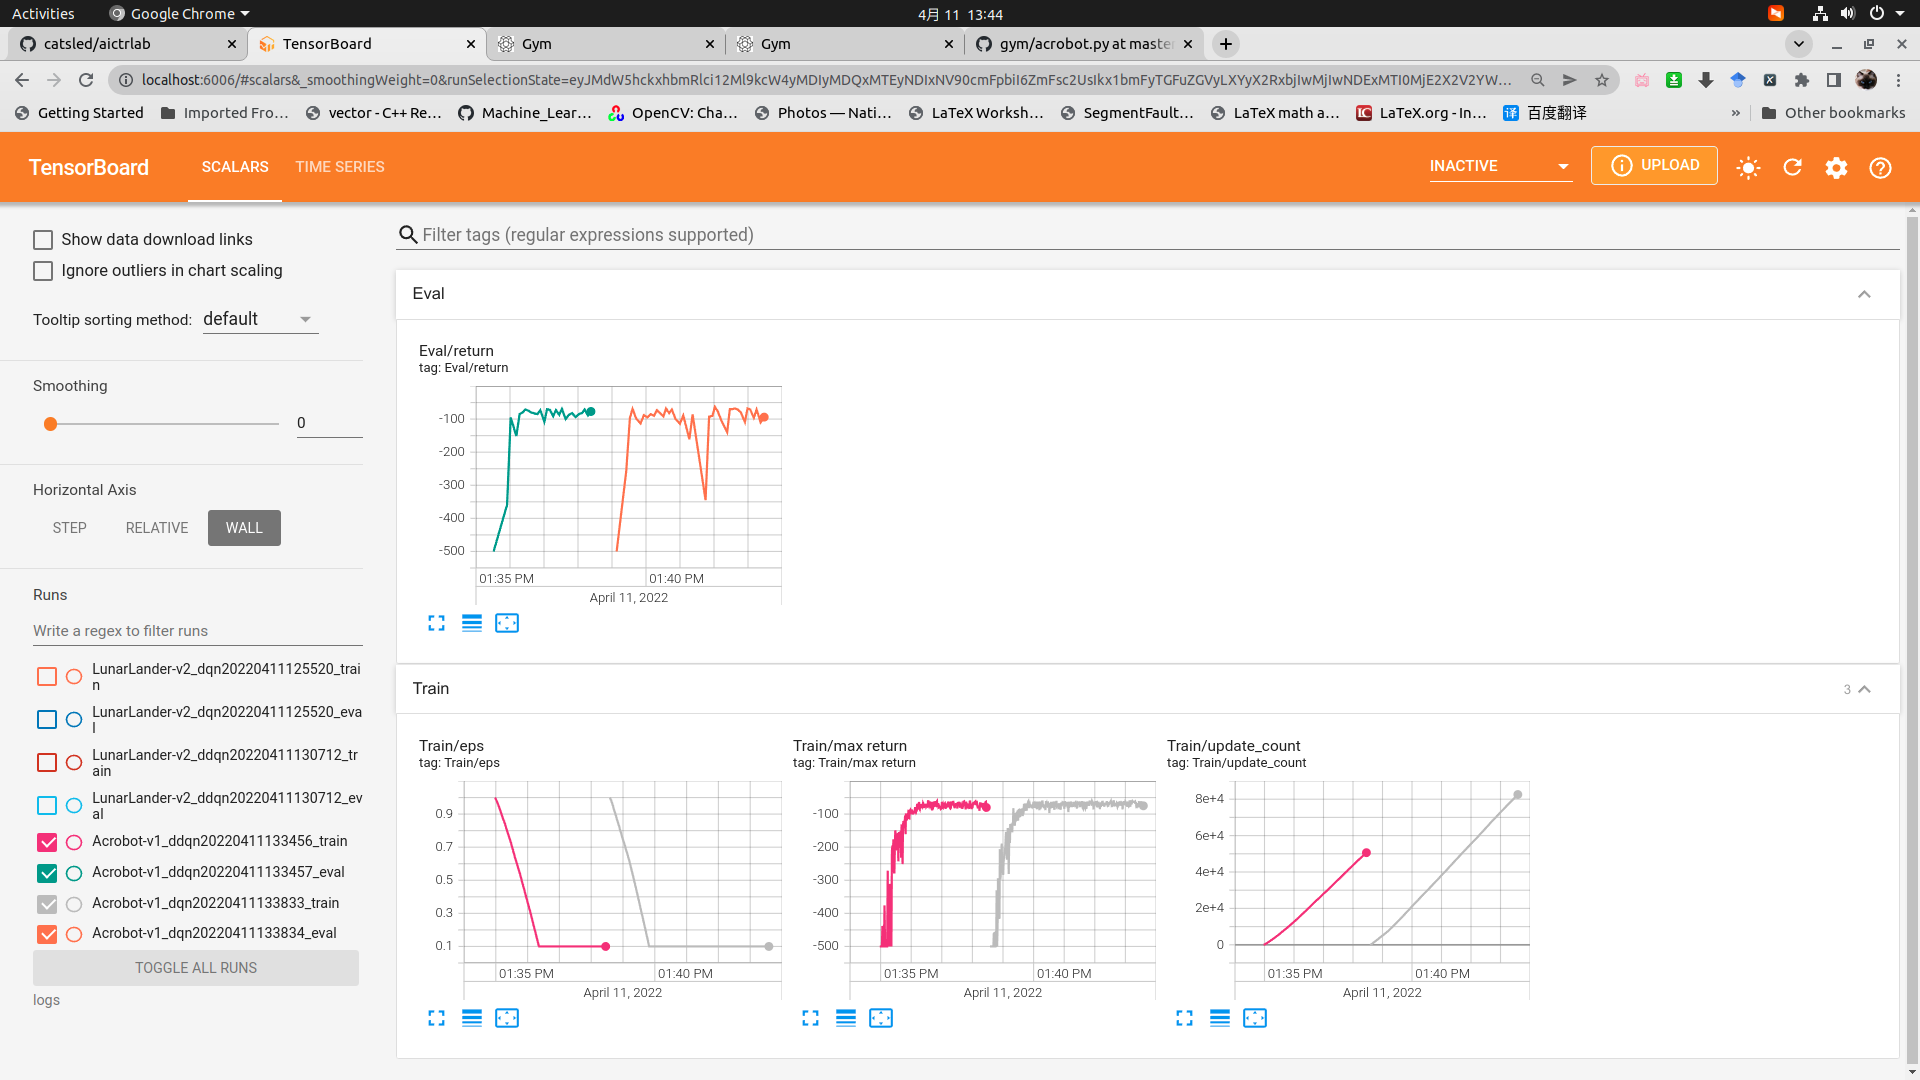 Activities
Google Chrome
4月 11 13:44
catsled/aictrlab
TensorBoard
Gym
Gym
gym/acrobot.py at maste
localhost:6006/#scalars&_smoothingWeight=0&runSelectionState=
Getting Started
Imported Fro…
vector - C++ Re…
Machine_Lear…
OpenCV: Cha…
Photos — Nati…
LaTeX Worksh…
SegmentFault…
LaTeX math a…
LaTeX.org - In…
百度翻译
»
Other bookmarks
TensorBoard
SCALARS
TIME SERIES
INACTIVE
UPLOAD
Show data download links
Ignore outliers in chart scaling
Tooltip sorting method: default
Smoothing
0
Horizontal Axis
STEP
RELATIVE
WALL
Runs
Write a regex to filter runs
LunarLander-v2_dqn20220411125520_trai
n
LunarLander-v2_dqn20220411125520_eva
l
LunarLander-v2_ddqn20220411130712_tr
ain
LunarLander-v2_ddqn20220411130712_ev
al
Acrobot-v1_ddqn20220411133456_train
Acrobot-v1_ddqn20220411133457_eval
Acrobot-v1_dqn20220411133833_train
Acrobot-v1_dqn20220411133834_eval
TOGGLE ALL RUNS
logs
Filter tags (regular expressions supported)
Eval
Eval/return
tag: Eval/return
-100
-200
-300
-400
-500
01:35 PM
01:40 PM
April 11, 2022
Train
3
Train/eps
tag: Train/eps
0.9
0.7
0.5
0.3
0.1
01:35 PM
01:40 PM
April 11, 2022
Train/max return
tag: Train/max return
-100
-200
-300
-400
-500
01:35 PM
01:40 PM
April 11, 2022
Train/update_count
tag: Train/update_count
8e+4
6e+4
4e+4
2e+4
0
01:35 PM
01:40 PM
April 11, 2022